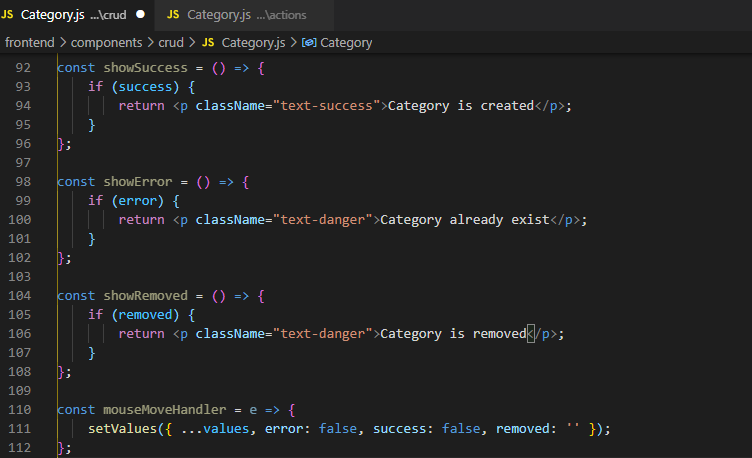 JS Category.js ...\crud ● JS Category.js ...\actions
frontend > components > crud > JS Category.js > Category
92 const showSuccess = () => {
93     if (success) {
94         return <p className="text-success">Category is created</p>;
95     }
96 };
97
98 const showError = () => {
99     if (error) {
100         return <p className="text-danger">Category already exist</p>;
101     }
102 };
103
104 const showRemoved = () => {
105     if (removed) {
106         return <p className="text-danger">Category is removed</p>;
107     }
108 };
109
110 const mouseMoveHandler = e => {
111     setValues({ ...values, error: false, success: false, removed: '' });
112 };